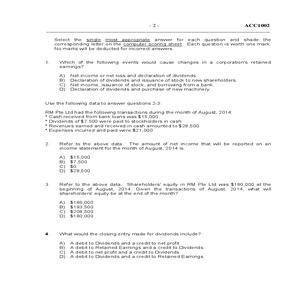 - 2 -
ACC1002
Select the single most appropriate answer for each question and shade the
corresponding letter on the computer scoring sheet. Each question is worth one mark.
No marks will be deducted for incorrect answers.
1. Which of the following events would cause changes in a corporation's retained
earnings?
A) Net income or net loss and declaration of dividends.
B) Declaration of dividends and issuance of stock to new shareholders.
C) Net income, issuance of stock, and borrowing from a bank.
D) Declaration of dividends and purchase of new machinery.
Use the following data to answer questions 2-3:
RM Pte Ltd had the following transactions during the month of August, 2014:
* Cash received from bank loans was $15,000
* Dividends of $7,500 were paid to stockholders in cash
* Revenues earned and received in cash amounted to $28,500
* Expenses incurred and paid were $21,000
2. Refer to the above data. The amount of net income that will be reported on an
income statement for the month of August, 2014 is:
A) $15,000
B) $7,500
C) $0
D) $28,500
3. Refer to the above data. Shareholders' equity in RM Pte Ltd was $180,000 at the
beginning of August, 2014. Given the transactions of August, 2014, what will
shareholders' equity be at the end of the month?
A) $180,000
B) $193,500
C) $208,500
D) $180,000
4 What would the closing entry made for dividends include?
A) A debit to Dividends and a credit to net profit
B) A debit to Retained Earnings and a credit to Dividends
C) A debit to net profit and a credit to Dividends
D) A debit to Dividends and a credit to Retained Earnings